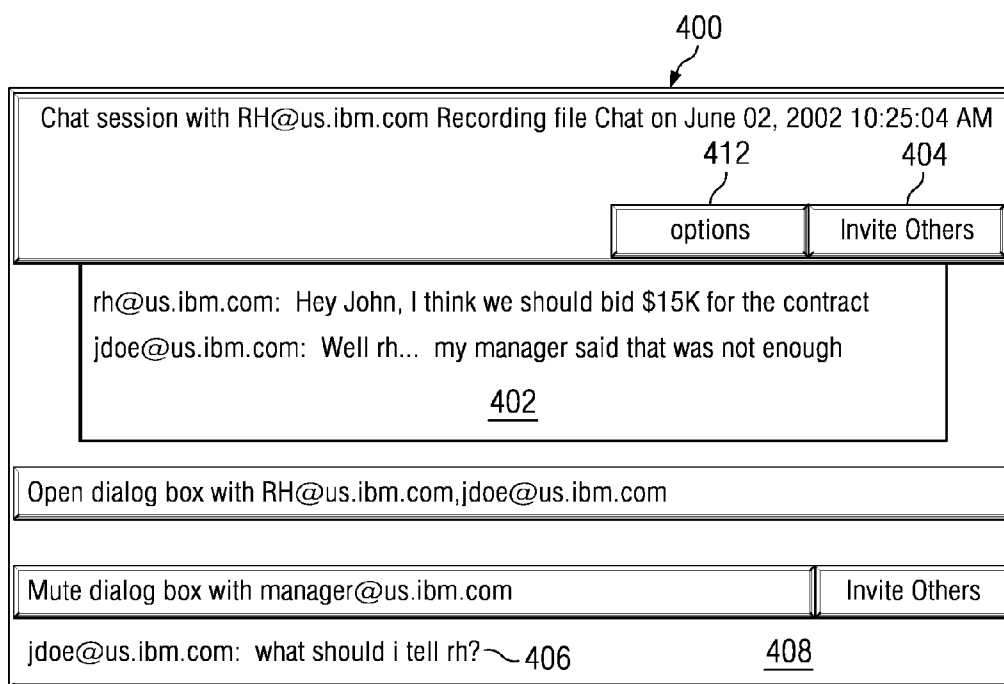 400
Chat session with RH@us.ibm.com Recording file Chat on June 02, 2002 10:25:04 AM
412 404
options Invite Others
rh@us.ibm.com: Hey John, I think we should bid $15K for the contract
jdoe@us.ibm.com: Well rh... my manager said that was not enough
402
Open dialog box with RH@us.ibm.com,jdoe@us.ibm.com
Mute dialog box with manager@us.ibm.com Invite Others
jdoe@us.ibm.com: what should i tell rh? 406 408